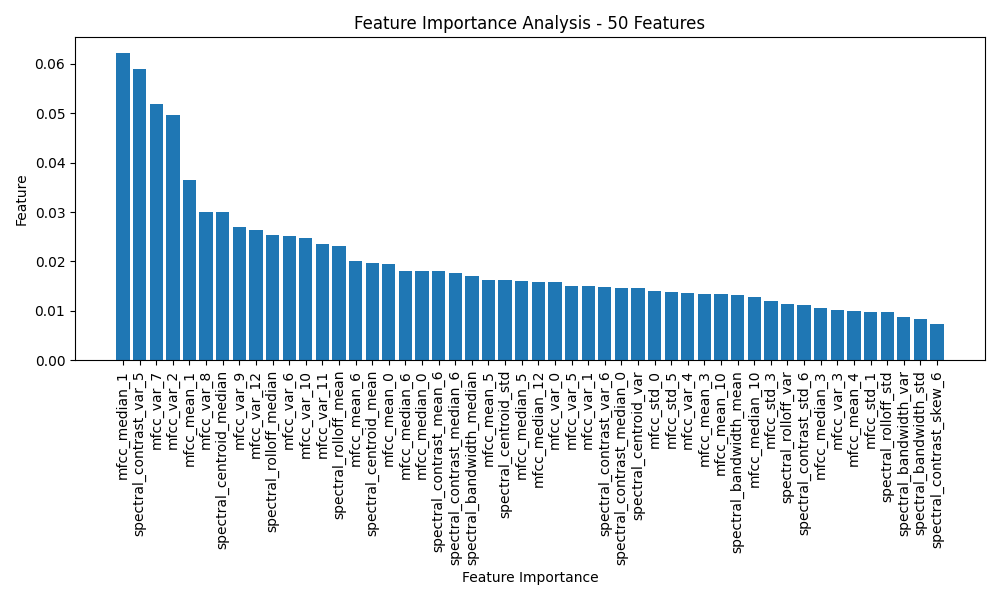 Feature Importance Analysis - 50 Features
Feature
0.06
0.05
0.04
0.03
0.02
0.01
0.00
mfcc_median_1
spectral_contrast_var_5
mfcc_var_7
mfcc_var_2
mfcc_mean_1
mfcc_var_8
spectral_centroid_median
mfcc_var_9
mfcc_var_12
spectral_rolloff_median
mfcc_var_6
mfcc_var_10
mfcc_var_11
spectral_rolloff_mean
mfcc_mean_6
spectral_centroid_mean
mfcc_mean_0
mfcc_median_6
mfcc_median_0
spectral_contrast_mean_6
spectral_contrast_median_6
spectral_bandwidth_median
mfcc_mean_5
spectral_centroid_std
mfcc_median_5
mfcc_median_12
mfcc_var_0
mfcc_var_5
mfcc_var_1
spectral_contrast_var_6
spectral_contrast_median_0
spectral_centroid_var
mfcc_std_0
mfcc_std_5
mfcc_var_4
mfcc_mean_3
mfcc_mean_10
spectral_bandwidth_mean
mfcc_median_10
mfcc_std_3
spectral_rolloff_var
spectral_contrast_std_6
mfcc_median_3
mfcc_var_3
mfcc_mean_4
mfcc_std_1
spectral_rolloff_std
spectral_bandwidth_var
spectral_bandwidth_std
spectral_contrast_skew_6
Feature Importance